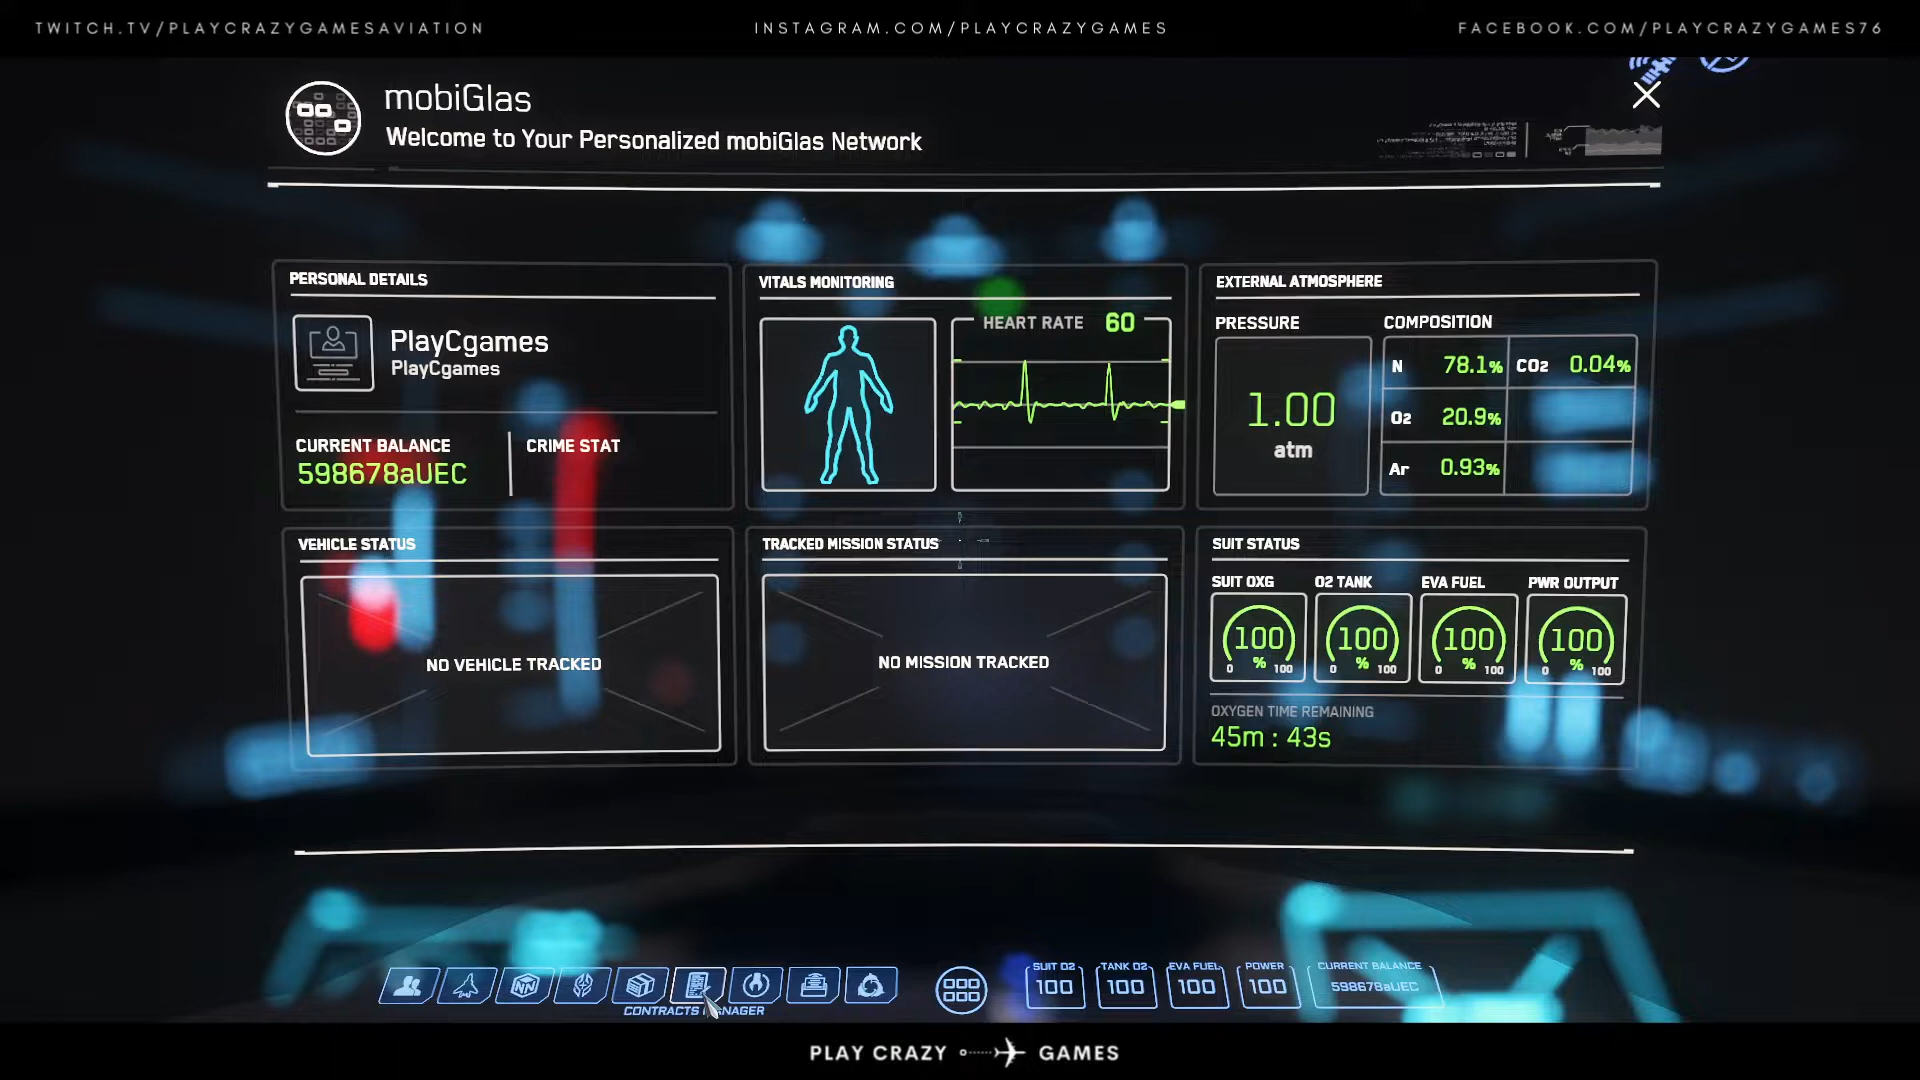 TWITCH.TV/PLAYCRAZYGAMESAVIATION
INSTAGRAM.COM/PLAYCRAZYGAMES
FACEBOOK.COM/PLAYCRAZYGAMES76
mobiGlas
Welcome to Your Personalized mobiGlas Network
PERSONAL DETAILS
PlayCgames
PlayCgames
CURRENT BALANCE
598678aUEC
CRIME STAT
VITALS MONITORING
HEART RATE 60
EXTERNAL ATMOSPHERE
PRESSURE
1.00
atm
COMPOSITION
N 78.1% CO2 0.04%
O2 20.9%
Ar 0.93%
VEHICLE STATUS
NO VEHICLE TRACKED
TRACKED MISSION STATUS
NO MISSION TRACKED
SUIT STATUS
SUIT OXG O2 TANK EVA FUEL PWR OUTPUT
100 100 100 100
0 % 100 0 % 100 0 % 100 0 % 100
OXYGEN TIME REMAINING
45m : 43s
SUIT O2 TANK O2 EVA FUEL POWER CURRENT BALANCE
100 100 100 100 598678aUEC
CONTRACTS MANAGER
PLAY CRAZY GAMES